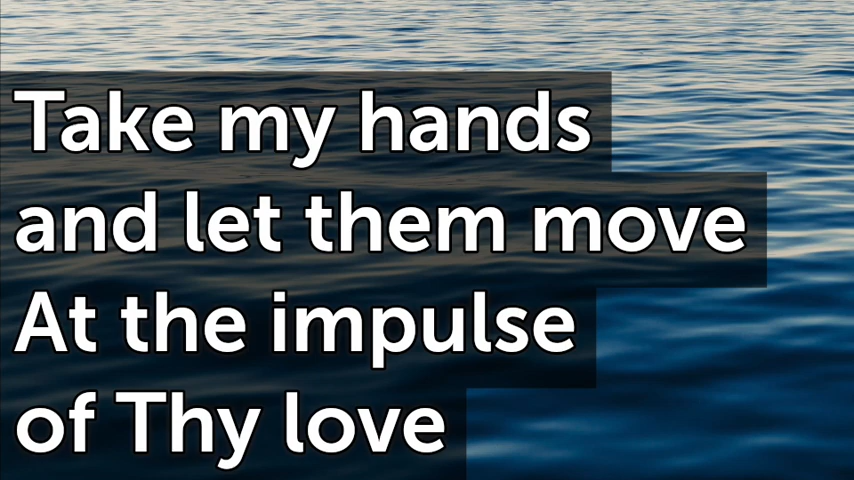 Take my hands
and let them move
At the impulse
of Thy love